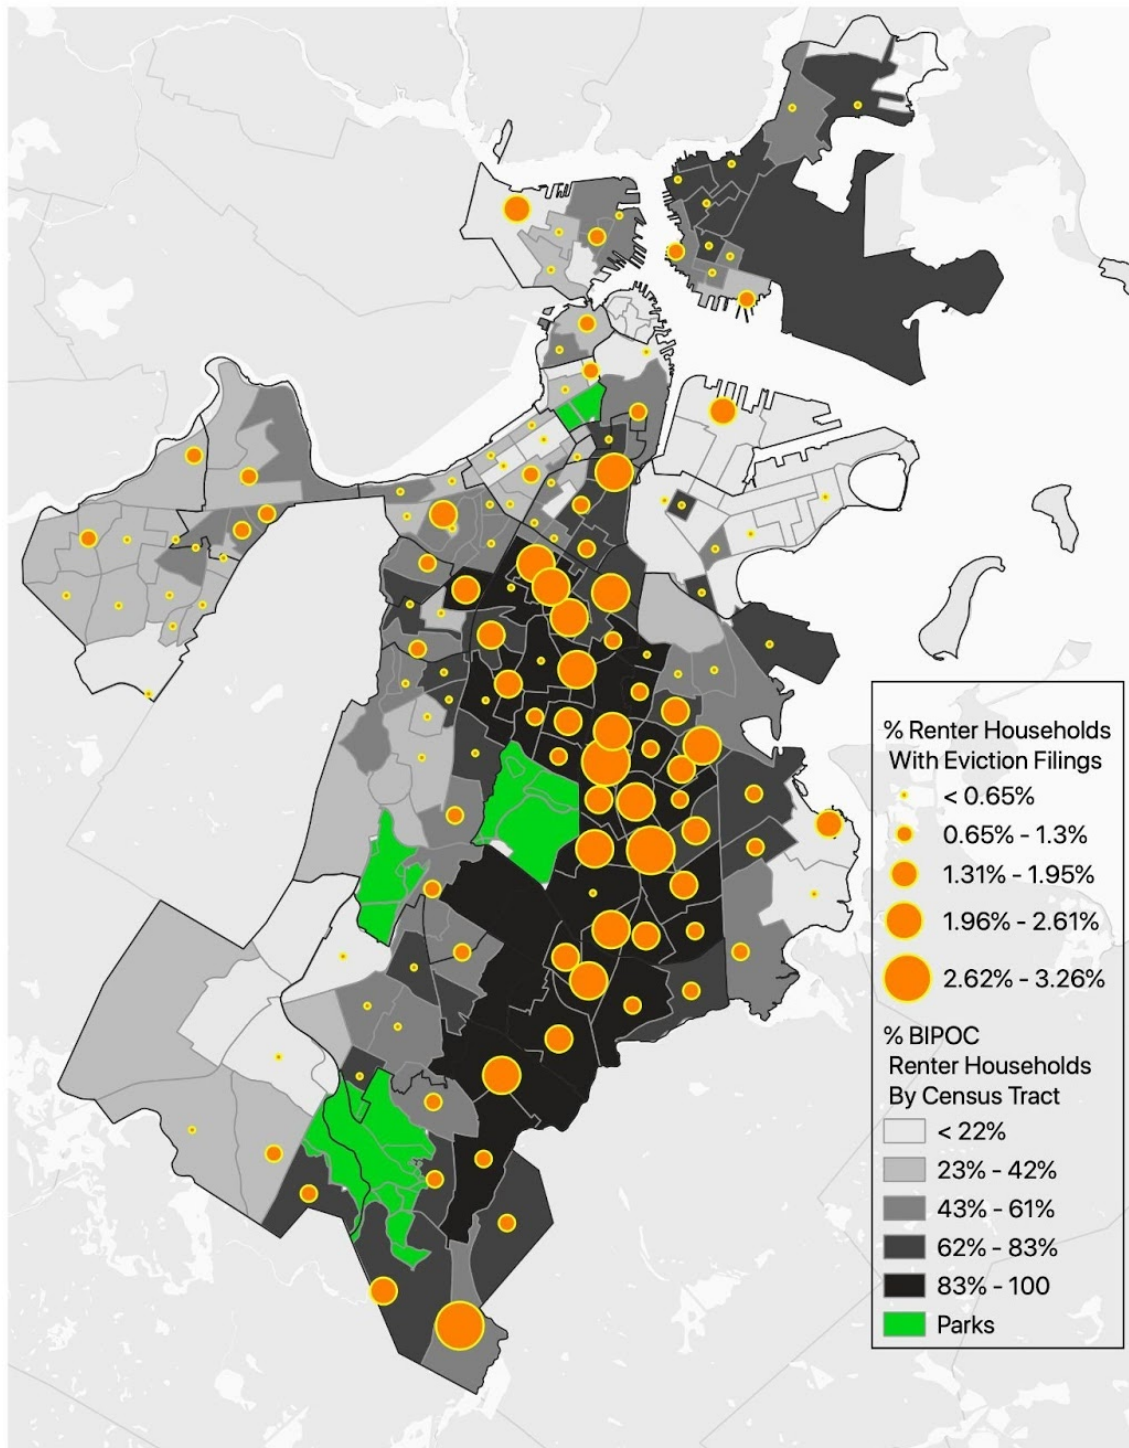 % Renter Households
With Eviction Filings
< 0.65%
0.65% - 1.3%
1.31% - 1.95%
1.96% - 2.61%
2.62% - 3.26%
% BIPOC
Renter Households
By Census Tract
< 22%
23% - 42%
43% - 61%
62% - 83%
83% - 100
Parks